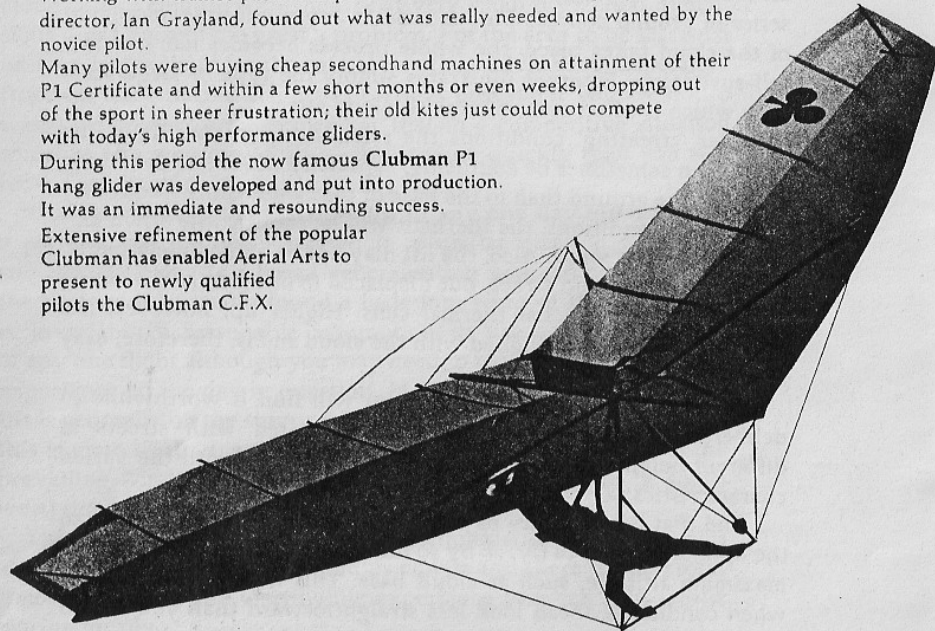 director, Ian Grayland, found out what was really needed and wanted by the
novice pilot.
Many pilots were buying cheap secondhand machines on attainment of their
P1 Certificate and within a few short months or even weeks, dropping out
of the sport in sheer frustration; their old kites just could not compete
with today's high performance gliders.
During this period the now famous Clubman P1
hang glider was developed and put into production.
It was an immediate and resounding success.
Extensive refinement of the popular
Clubman has enabled Aerial Arts to
present to newly qualified
pilots the Clubman C.F.X.